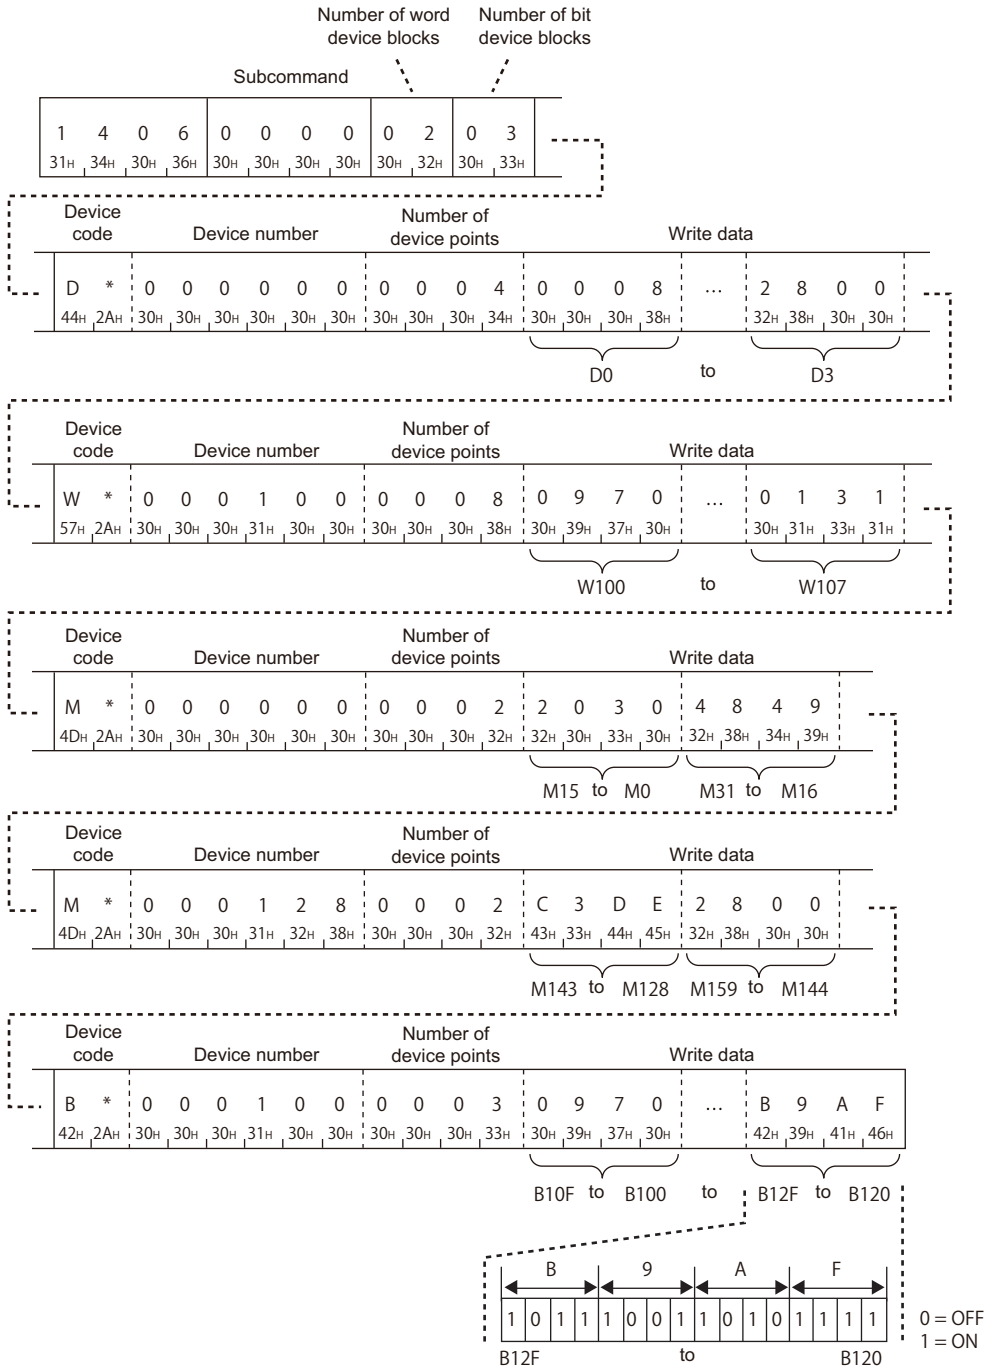 Number of word device blocks
Number of bit device blocks
Subcommand
1 4 0 6 0 0 0 0 0 2 0 3
31H 34H 30H 36H 30H 30H 30H 30H 30H 32H 30H 33H
Device code
Device number
Number of device points
Write data
D * 0 0 0 0 0 0 0 0 0 4 0 0 0 8 ... 2 8 0 0
44H 2AH 30H 30H 30H 30H 30H 30H 30H 30H 30H 34H 30H 30H 30H 38H 32H 38H 30H 30H
D0 to D3
Device code
Device number
Number of device points
Write data
W * 0 0 0 1 0 0 0 0 0 8 0 9 7 0 ... 0 1 3 1
57H 2AH 30H 30H 30H 31H 30H 30H 30H 30H 30H 38H 30H 39H 37H 30H 30H 31H 33H 31H
W100 to W107
Device code
Device number
Number of device points
Write data
M * 0 0 0 0 0 0 0 0 0 2 2 0 3 0 4 8 4 9
4DH 2AH 30H 30H 30H 30H 30H 30H 30H 30H 30H 32H 32H 30H 33H 30H 32H 38H 34H 39H
M15 to M0 M31 to M16
Device code
Device number
Number of device points
Write data
M * 0 0 0 1 2 8 0 0 0 2 C 3 D E 2 8 0 0
4DH 2AH 30H 30H 30H 31H 32H 38H 30H 30H 30H 32H 43H 33H 44H 45H 32H 38H 30H 30H
M143 to M128 M159 to M144
Device code
Device number
Number of device points
Write data
B * 0 0 0 1 0 0 0 0 0 3 0 9 7 0 ... B 9 A F
42H 2AH 30H 30H 30H 31H 30H 30H 30H 30H 30H 33H 30H 39H 37H 30H 42H 39H 41H 46H
B10F to B100 to B12F to B120
B 9 A F
1 0 1 1 1 0 0 1 1 0 1 0 1 1 1 1
0 = OFF
1 = ON
B12F to B120